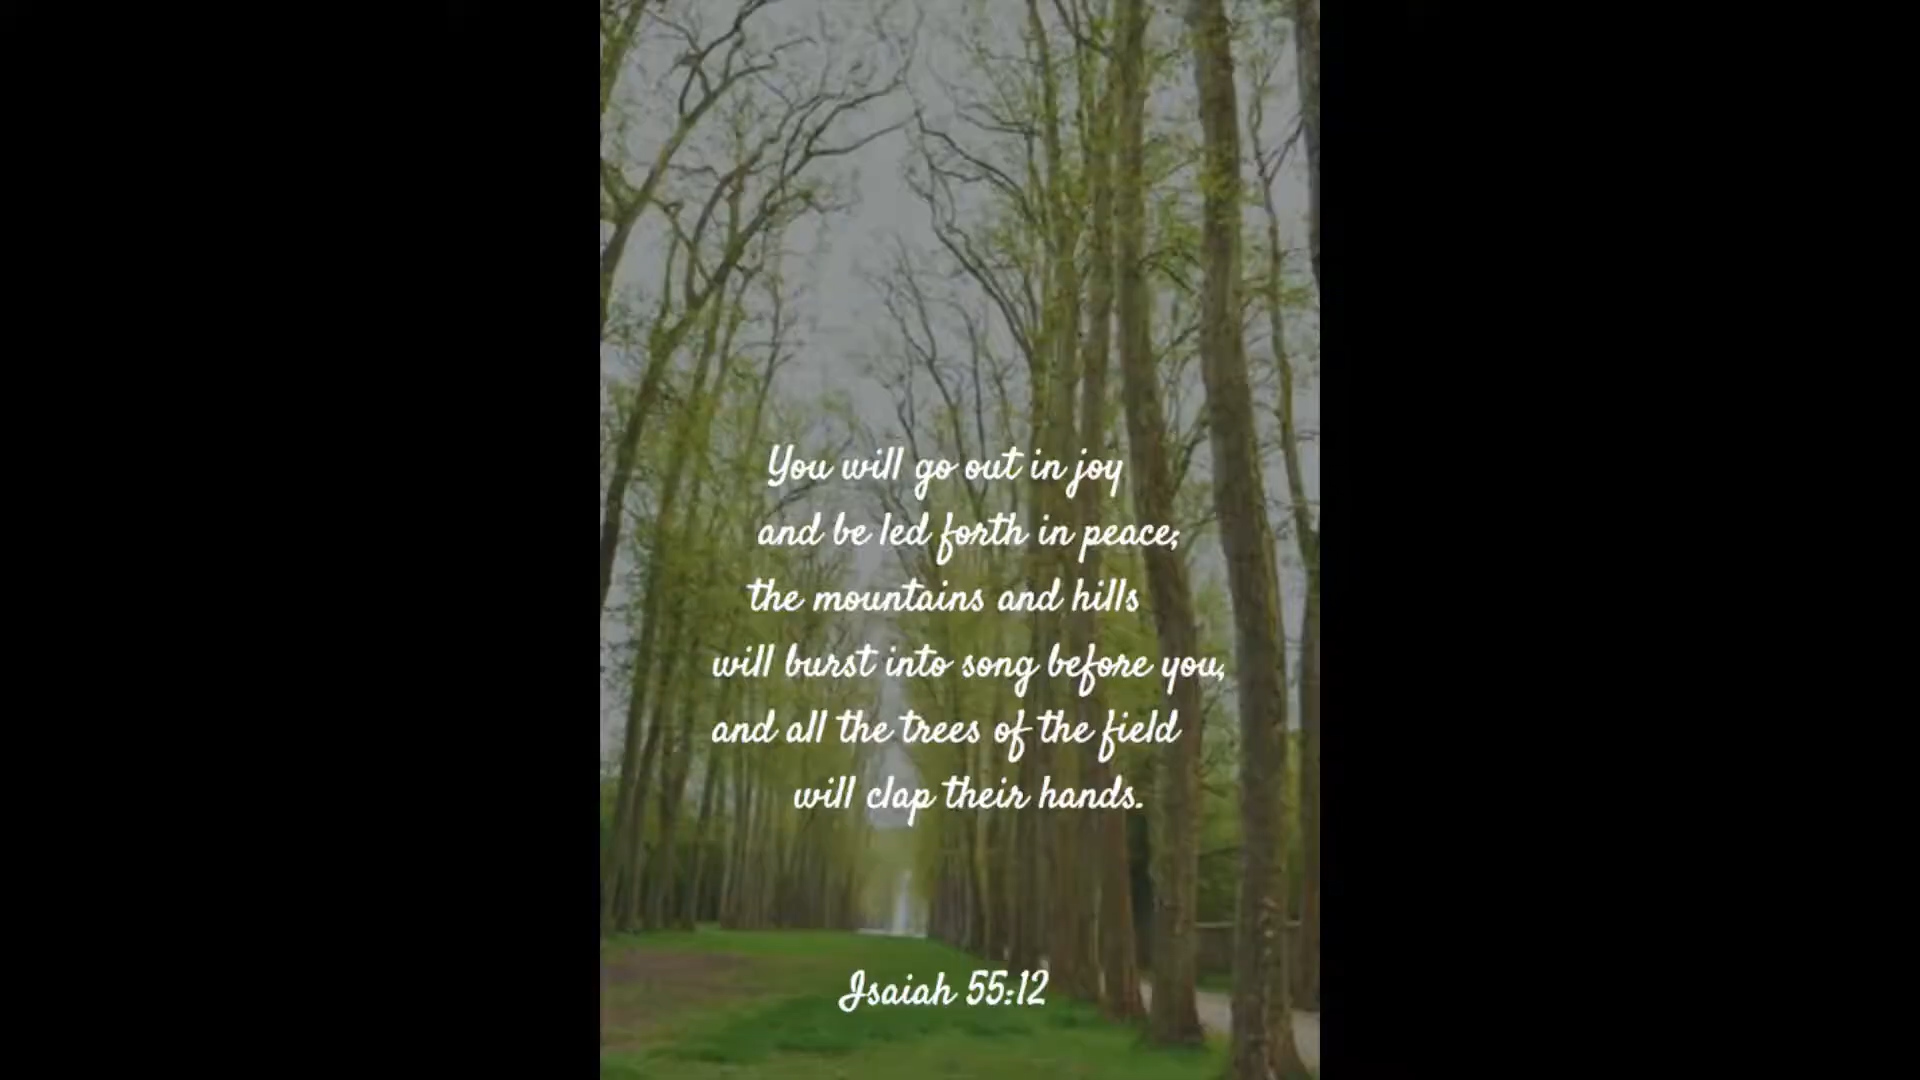 You will go out in joy
and be led forth in peace;
the mountains and hills
will burst into song before you,
and all the trees of the field
will clap their hands.
Isaiah 55:12